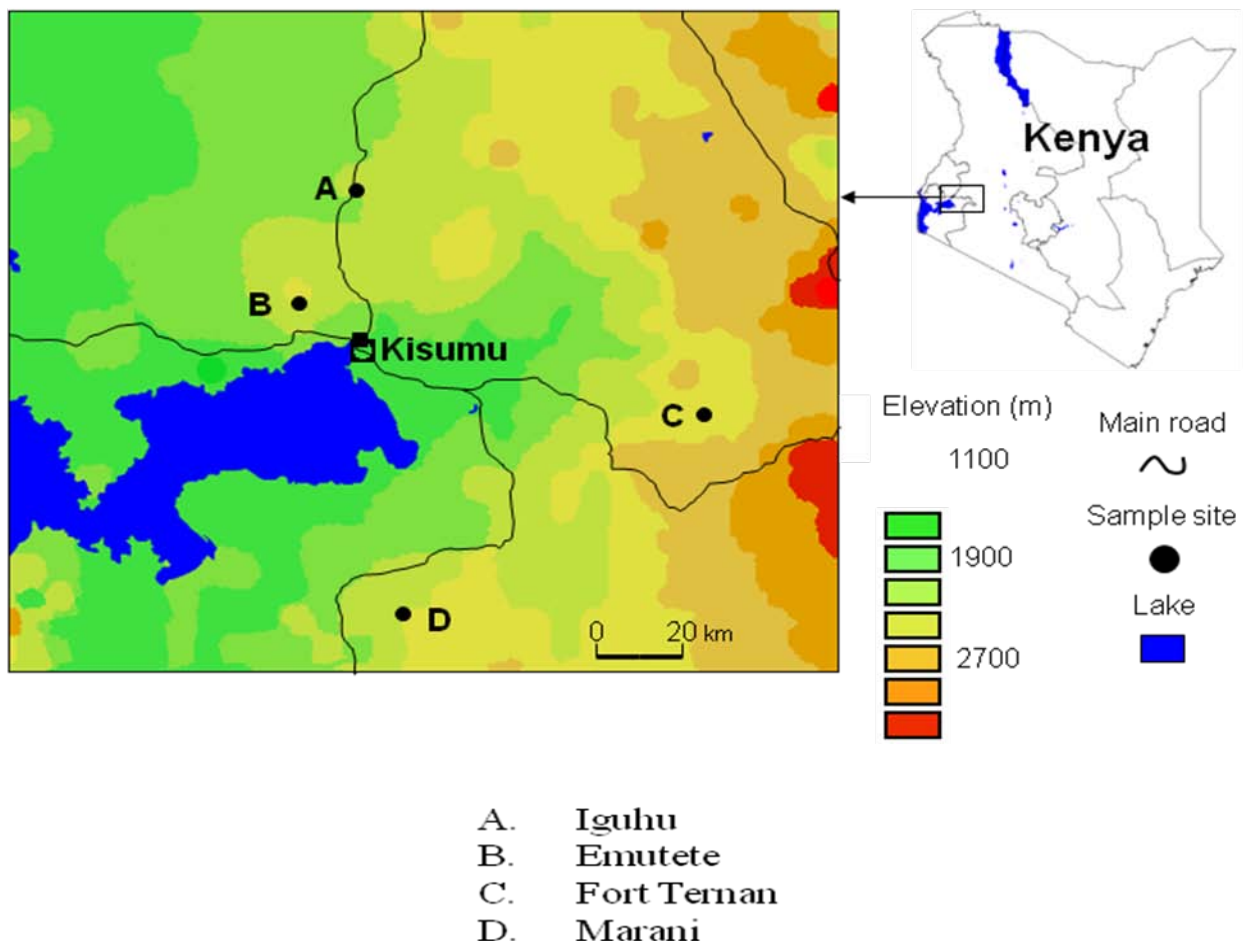 Kenya
A
B
Kisumu
C
D
0 20 km
Elevation (m)
1100
1900
2700
Main road
Sample site
Lake
A. Iguhu
B. Emutete
C. Fort Ternan
D. Marani